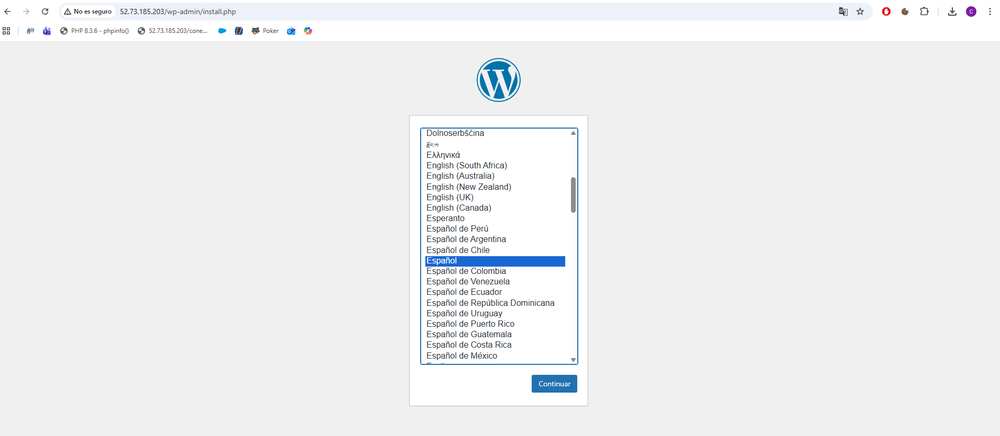 No es seguro
52.73.185.203/wp-admin/install.php
C
PHP 8.3.6 - phpinfo()
52.73.185.203/cone...
Poker
Dolnoserbšćina
རྫོང་ཁ
Ελληνικά
English (South Africa)
English (Australia)
English (New Zealand)
English (UK)
English (Canada)
Esperanto
Español de Perú
Español de Argentina
Español de Chile
Español
Español de Colombia
Español de Venezuela
Español de Ecuador
Español de República Dominicana
Español de Uruguay
Español de Puerto Rico
Español de Guatemala
Español de Costa Rica
Español de México
Continuar